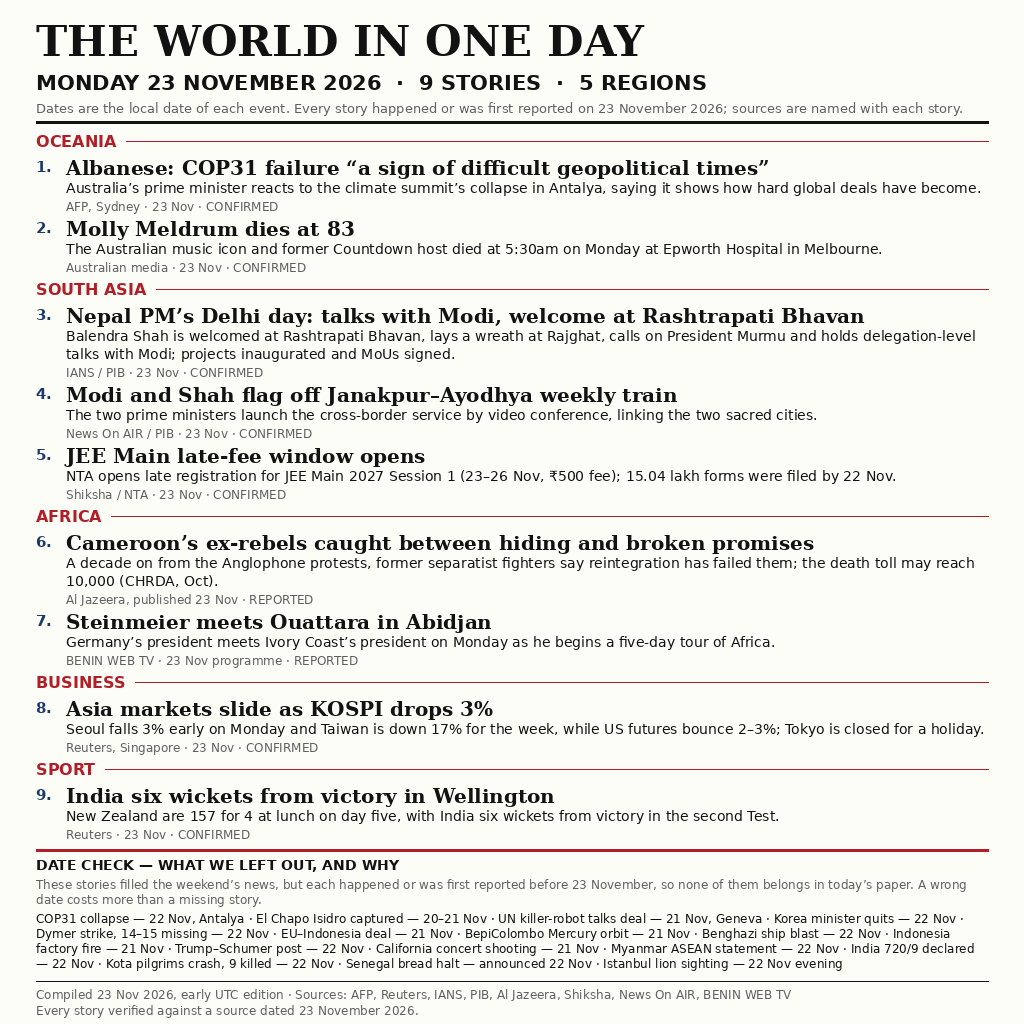 THE WORLD IN ONE DAY
MONDAY 23 NOVEMBER 2026 · 9 STORIES · 5 REGIONS
Dates are the local date of each event. Every story happened or was first reported on 23 November 2026; sources are named with each story.
OCEANIA
1. Albanese: COP31 failure “a sign of difficult geopolitical times”
Australia’s prime minister reacts to the climate summit’s collapse in Antalya, saying it shows how hard global deals have become.
AFP, Sydney · 23 Nov · CONFIRMED
2. Molly Meldrum dies at 83
The Australian music icon and former Countdown host died at 5:30am on Monday at Epworth Hospital in Melbourne.
Australian media · 23 Nov · CONFIRMED
SOUTH ASIA
3. Nepal PM’s Delhi day: talks with Modi, welcome at Rashtrapati Bhavan
Balendra Shah is welcomed at Rashtrapati Bhavan, lays a wreath at Rajghat, calls on President Murmu and holds delegation-level
talks with Modi; projects inaugurated and MoUs signed.
IANS / PIB · 23 Nov · CONFIRMED
4. Modi and Shah flag off Janakpur–Ayodhya weekly train
The two prime ministers launch the cross-border service by video conference, linking the two sacred cities.
News On AIR / PIB · 23 Nov · CONFIRMED
5. JEE Main late-fee window opens
NTA opens late registration for JEE Main 2027 Session 1 (23–26 Nov, ₹500 fee); 15.04 lakh forms were filed by 22 Nov.
Shiksha / NTA · 23 Nov · CONFIRMED
AFRICA
6. Cameroon’s ex-rebels caught between hiding and broken promises
A decade on from the Anglophone protests, former separatist fighters say reintegration has failed them; the death toll may reach
10,000 (CHRDA, Oct).
Al Jazeera, published 23 Nov · REPORTED
7. Steinmeier meets Ouattara in Abidjan
Germany’s president meets Ivory Coast’s president on Monday as he begins a five-day tour of Africa.
BENIN WEB TV · 23 Nov programme · REPORTED
BUSINESS
8. Asia markets slide as KOSPI drops 3%
Seoul falls 3% early on Monday and Taiwan is down 17% for the week, while US futures bounce 2–3%; Tokyo is closed for a holiday.
Reuters, Singapore · 23 Nov · CONFIRMED
SPORT
9. India six wickets from victory in Wellington
New Zealand are 157 for 4 at lunch on day five, with India six wickets from victory in the second Test.
Reuters · 23 Nov · CONFIRMED
DATE CHECK — WHAT WE LEFT OUT, AND WHY
These stories filled the weekend’s news, but each happened or was first reported before 23 November, so none of them belongs in today’s paper. A wrong
date costs more than a missing story.
COP31 collapse — 22 Nov, Antalya · El Chapo Isidro captured — 20–21 Nov · UN killer-robot talks deal — 21 Nov, Geneva · Korea minister quits — 22 Nov ·
Dymer strike, 14–15 missing — 22 Nov · EU–Indonesia deal — 21 Nov · BepiColombo Mercury orbit — 21 Nov · Benghazi ship blast — 22 Nov · Indonesia
factory fire — 21 Nov · Trump–Schumer post — 22 Nov · California concert shooting — 21 Nov · Myanmar ASEAN statement — 22 Nov · India 720/9 declared
— 22 Nov · Kota pilgrims crash, 9 killed — 22 Nov · Senegal bread halt — announced 22 Nov · Istanbul lion sighting — 22 Nov evening
Compiled 23 Nov 2026, early UTC edition · Sources: AFP, Reuters, IANS, PIB, Al Jazeera, Shiksha, News On AIR, BENIN WEB TV
Every story verified against a source dated 23 November 2026.